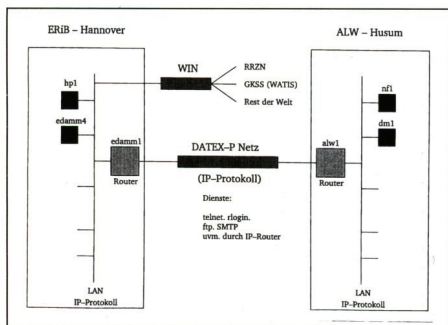 ERiB – Hannover
ALW – Husum
WIN
RRZN
GKSS (WATIS)
Rest der Welt
hp1
edamm4
edamm1
Router
DATEX–P Netz
(IP–Protokoll)
Dienste:
telnet. rlogin.
ftp. SMTP
uvm. durch IP–Router
nf1
dm1
alw1
Router
LAN
IP–Protokoll
LAN
IP–Protokoll